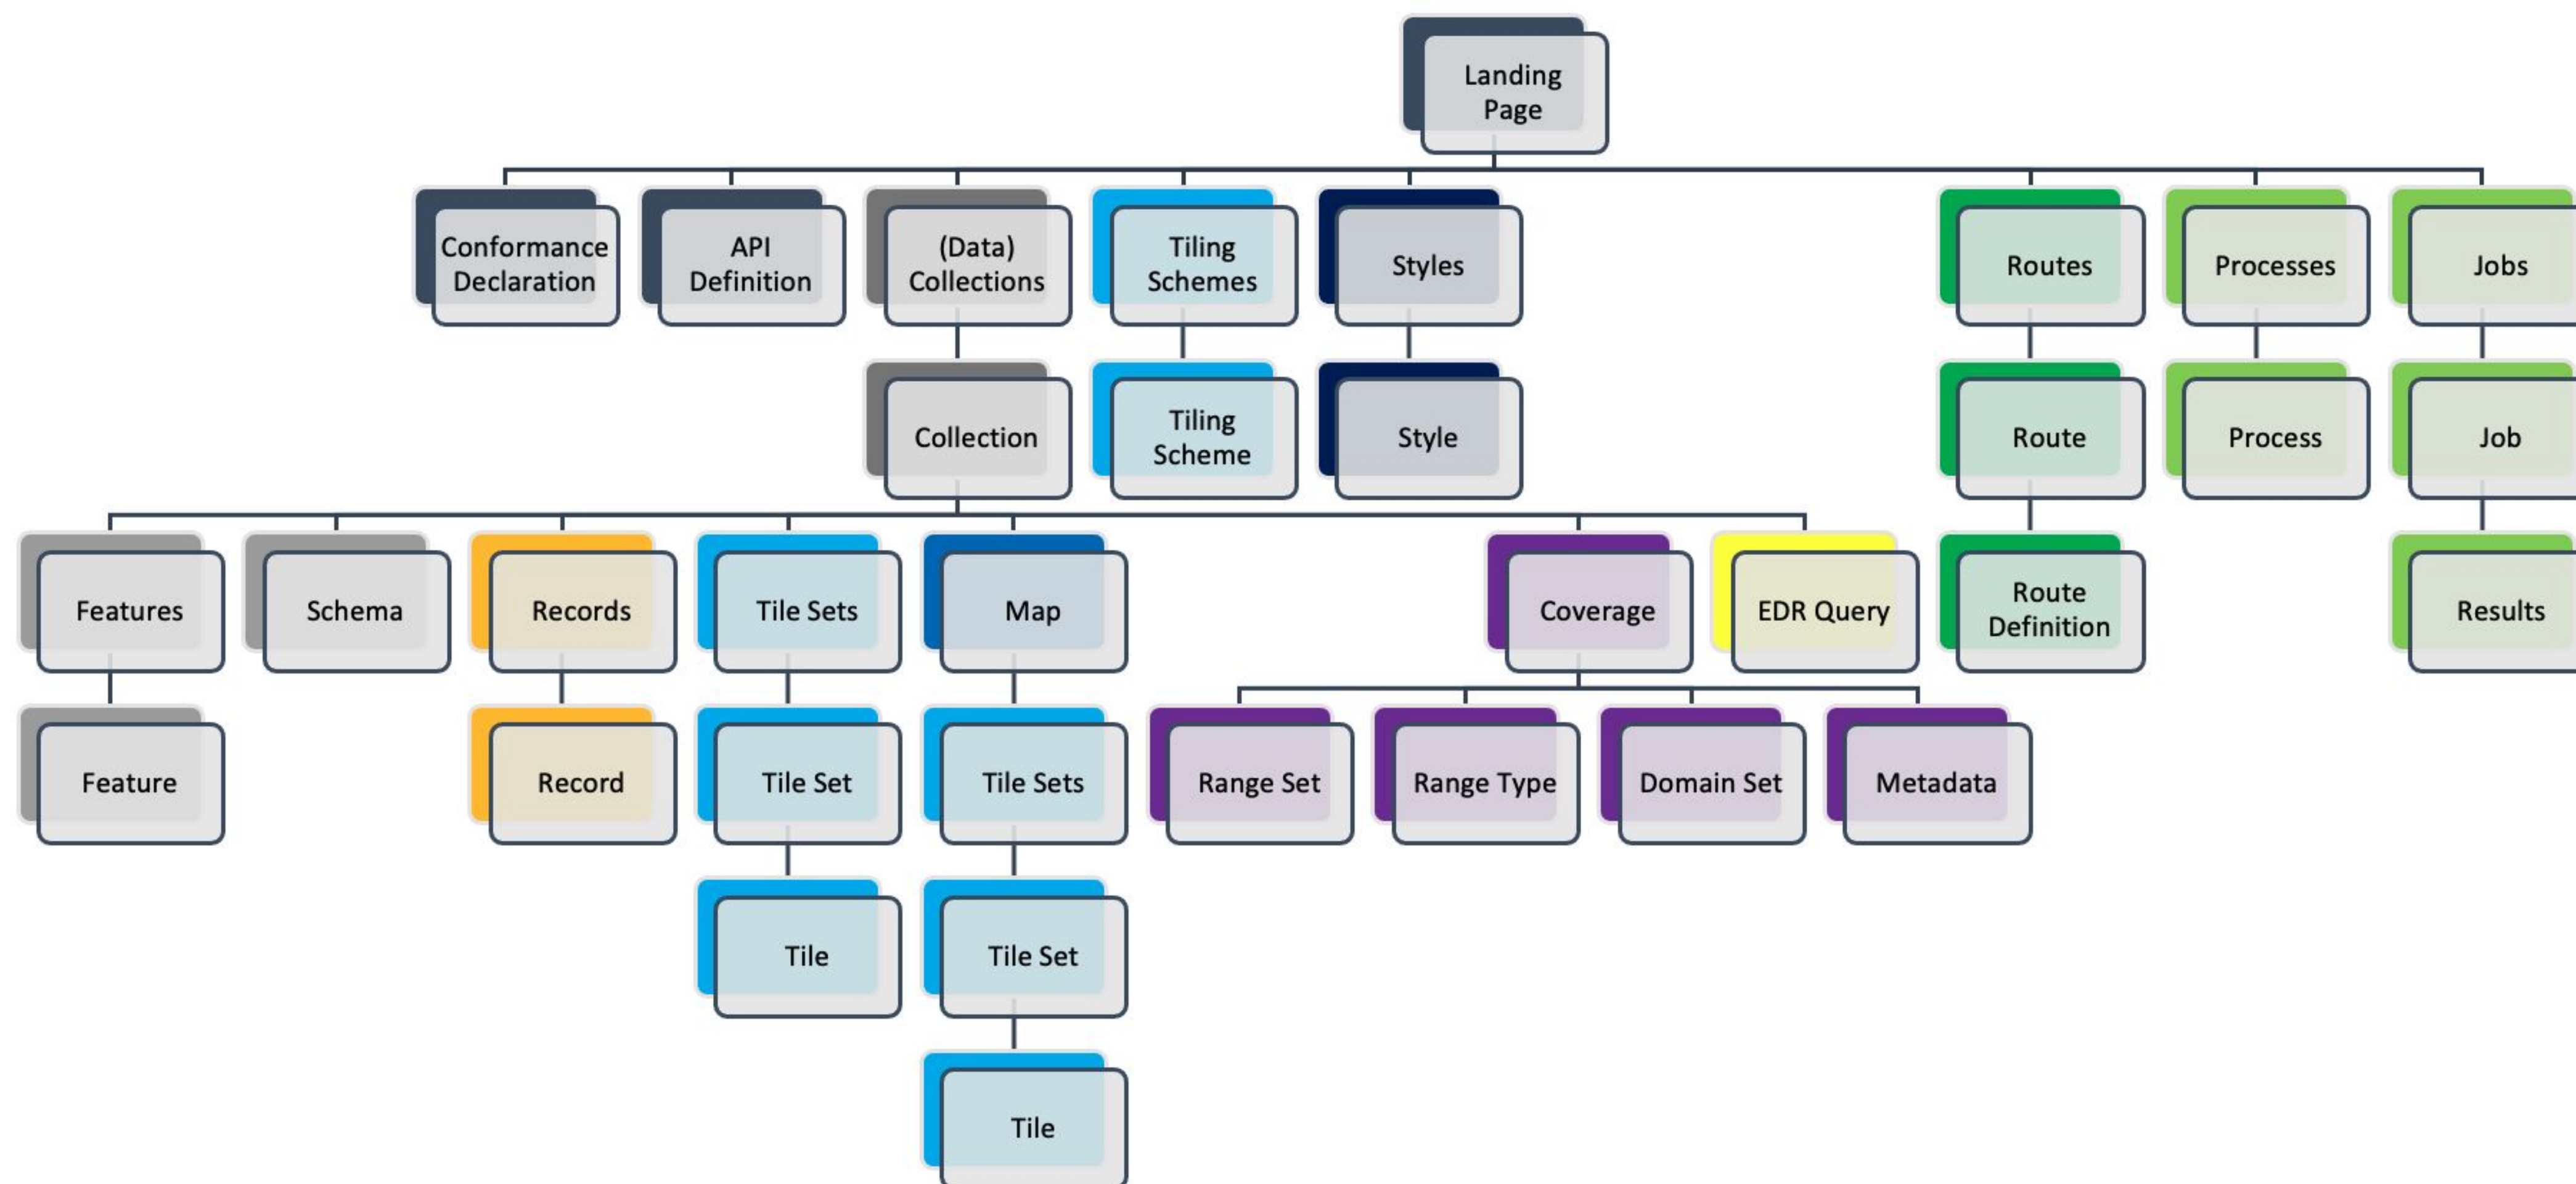 Landing
Page
Conformance
Declaration
API
Definition
(Data)
Collections
Tiling
Schemes
Styles
Routes
Processes
Jobs
Collection
Tiling
Scheme
Style
Route
Process
Job
Features
Schema
Records
Tile Sets
Map
Coverage
EDR Query
Route
Definition
Results
Feature
Record
Tile Set
Tile Sets
Range Set
Range Type
Domain Set
Metadata
Tile
Tile Set
Tile